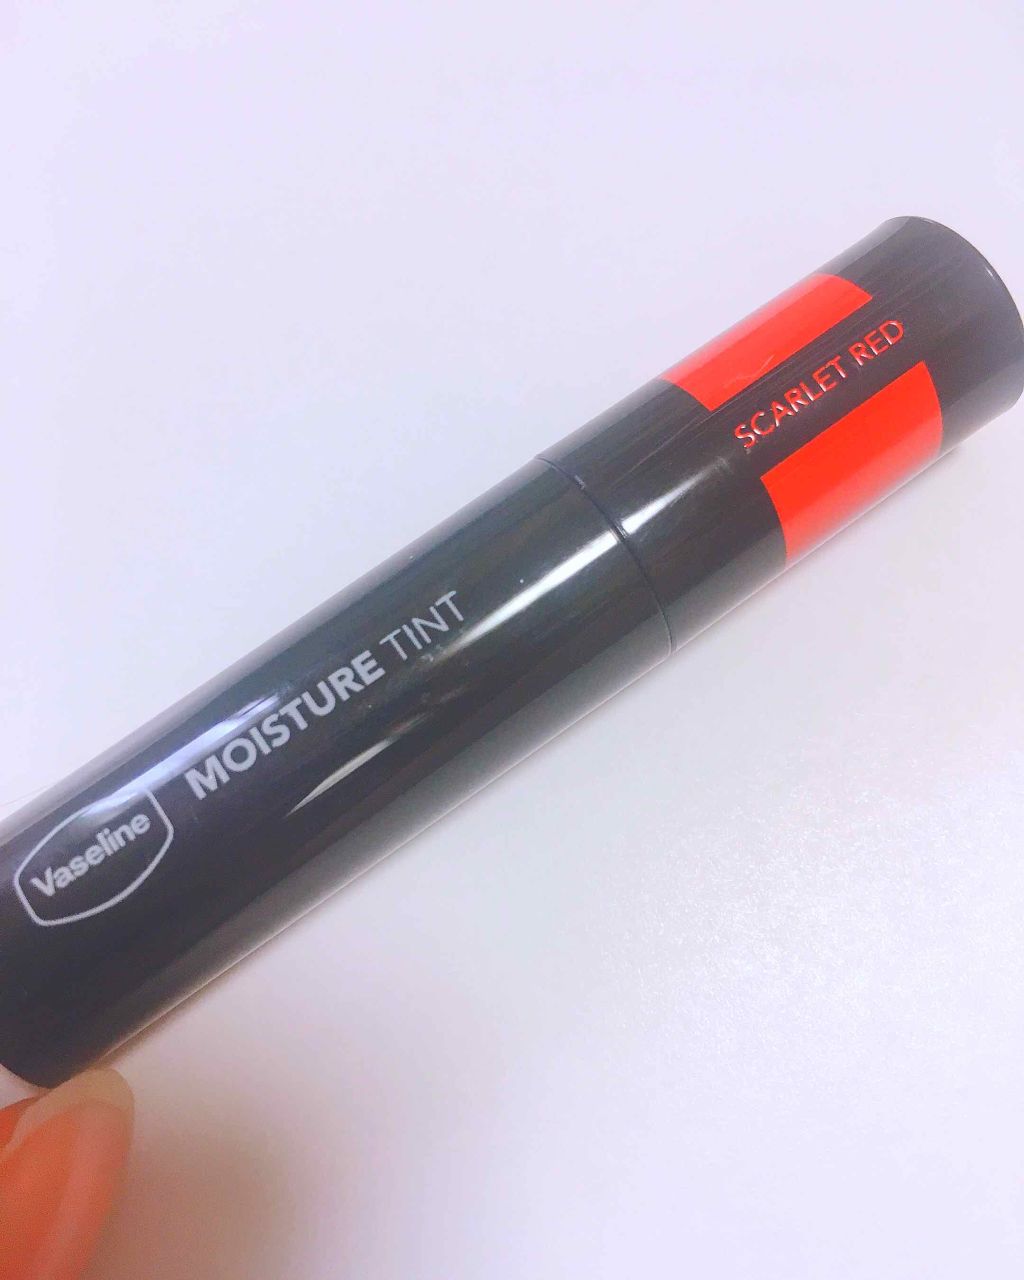 Vaseline
MOISTURE TINT
SCARLET RED